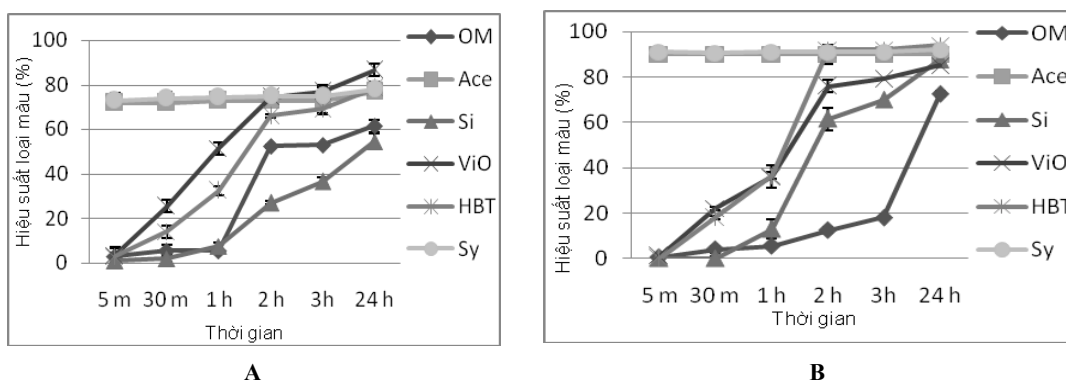 Hiệu suất loại màu (%)
100
80
60
40
20
0
5 m 30 m 1 h 2 h 3h 24 h
Thời gian
OM
Ace
Si
ViO
HBT
Sy
A
Hiệu suất loại màu (%)
100
80
60
40
20
0
5 m 30 m 1 h 2 h 3h 24 h
Thời gian
OM
Ace
Si
ViO
HBT
Sy
B